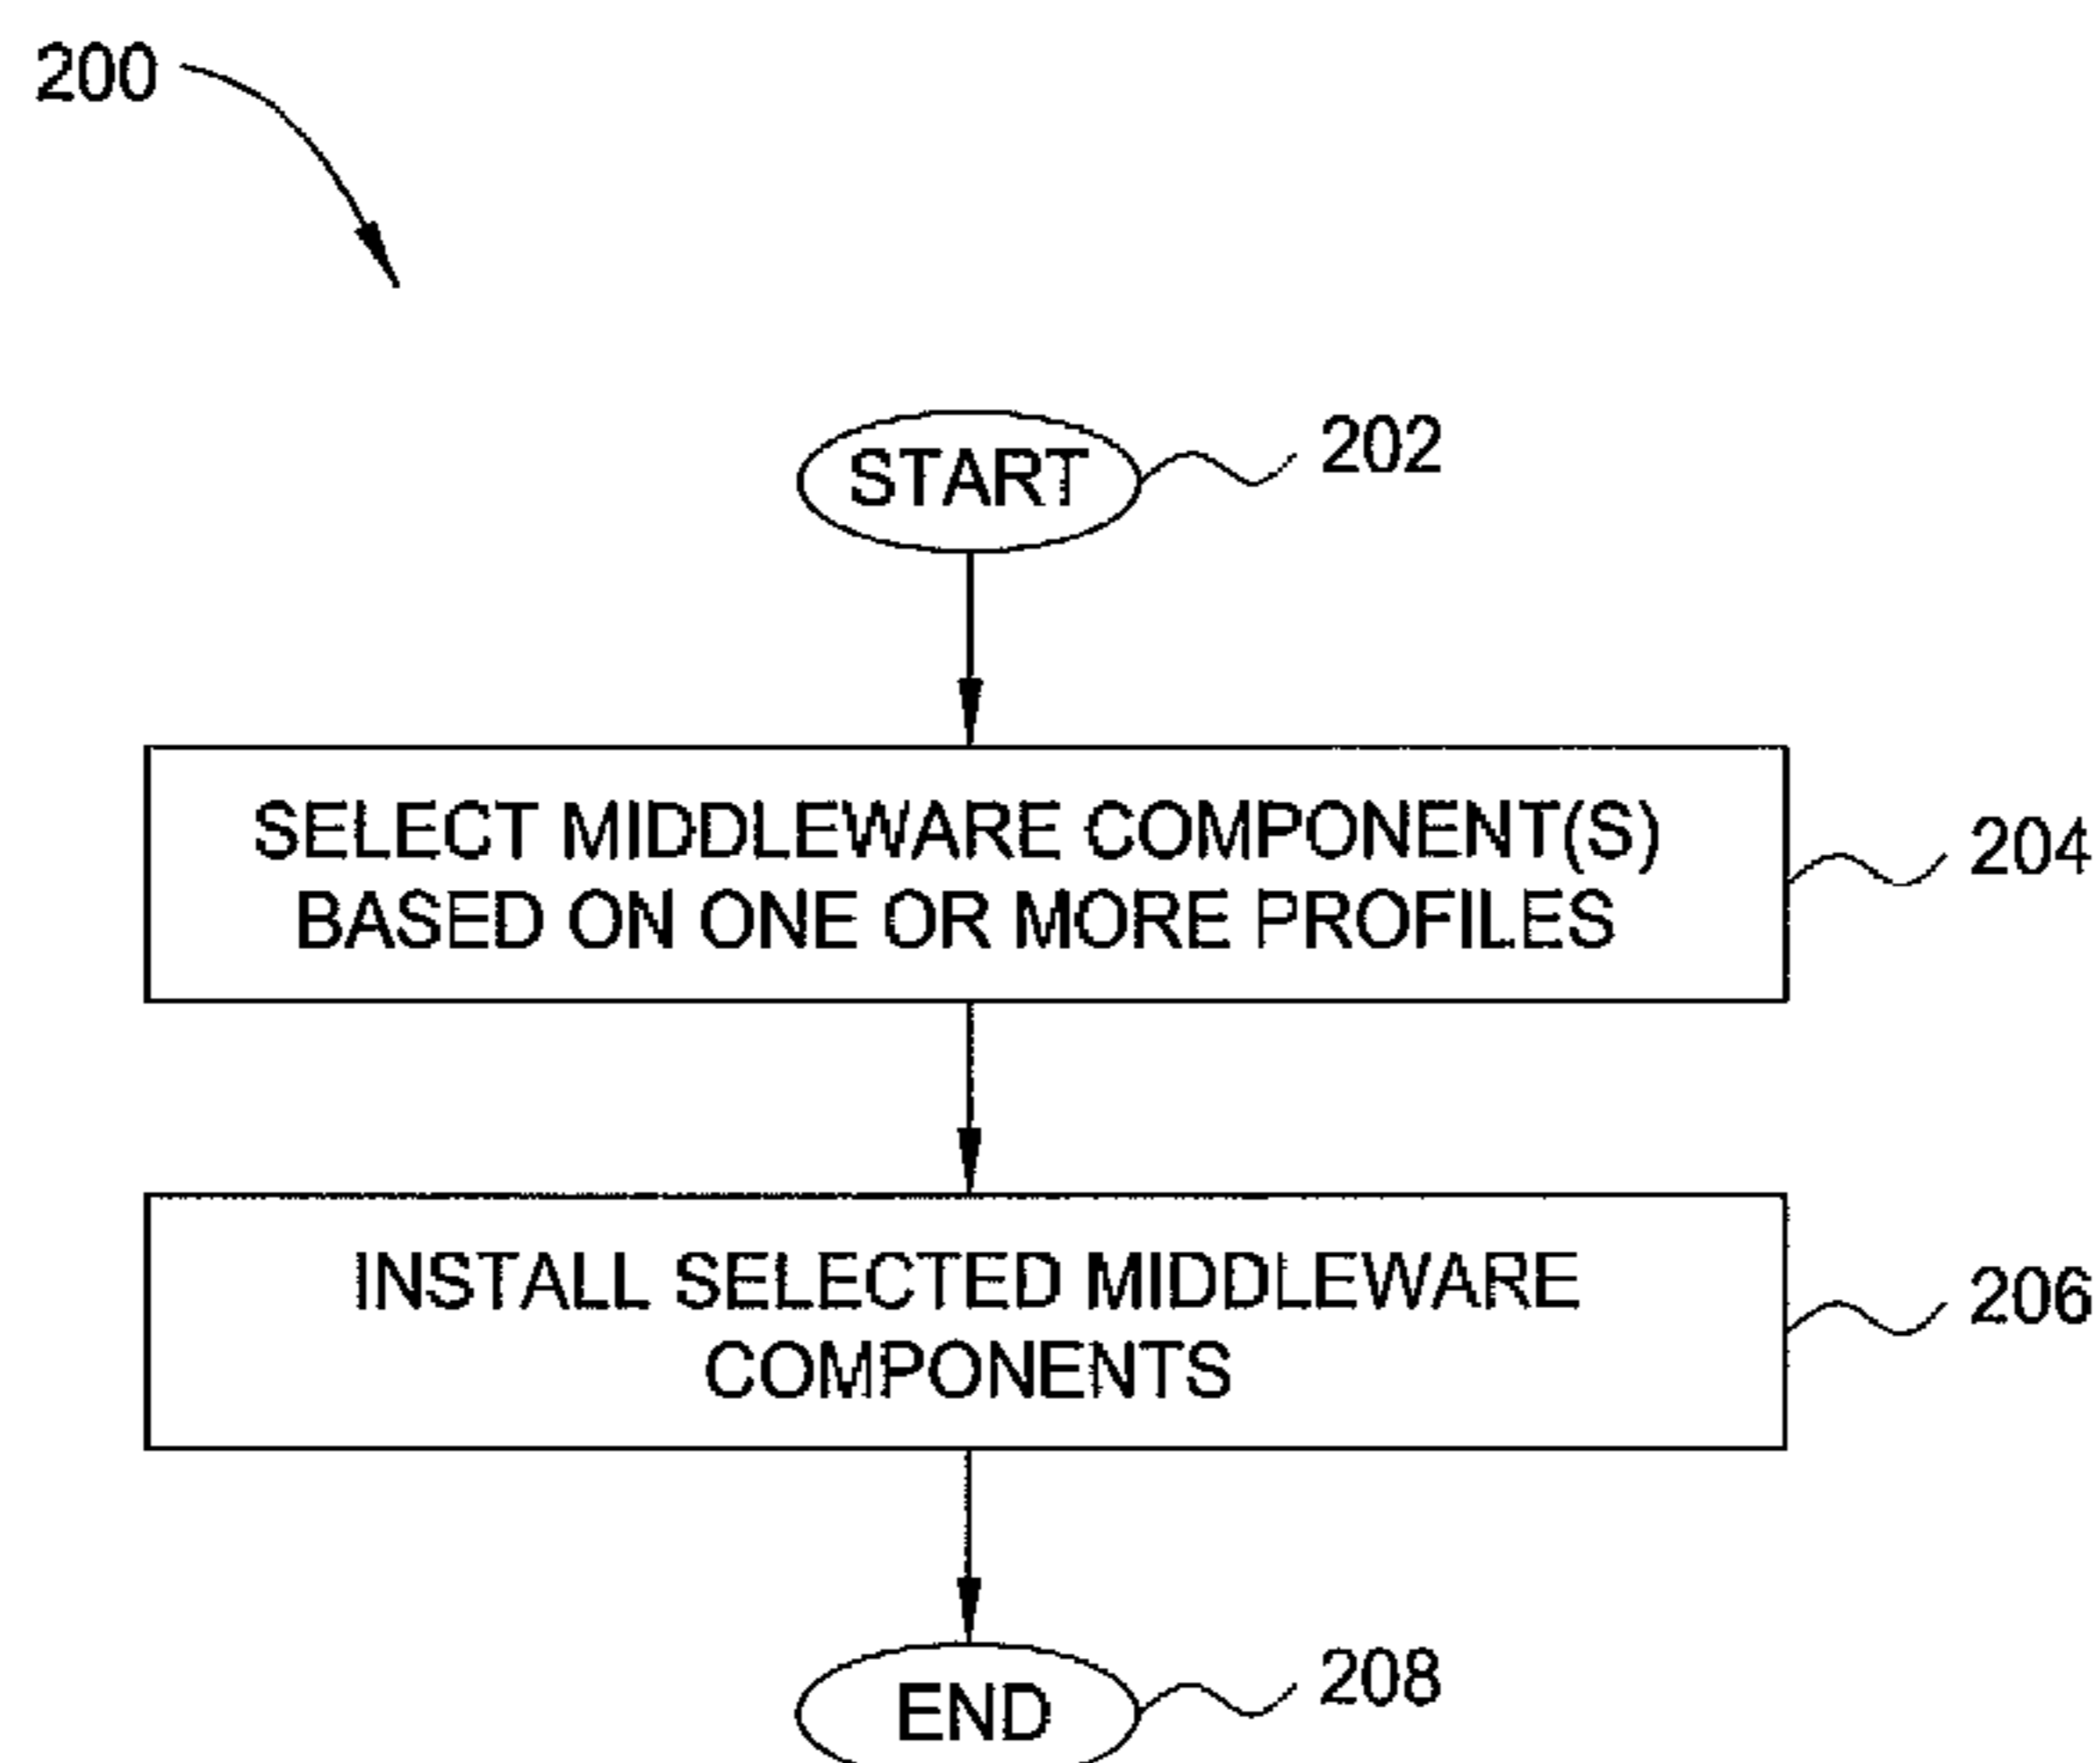 200
START
202
SELECT MIDDLEWARE COMPONENT(S)
BASED ON ONE OR MORE PROFILES
204
INSTALL SELECTED MIDDLEWARE
COMPONENTS
206
END
208